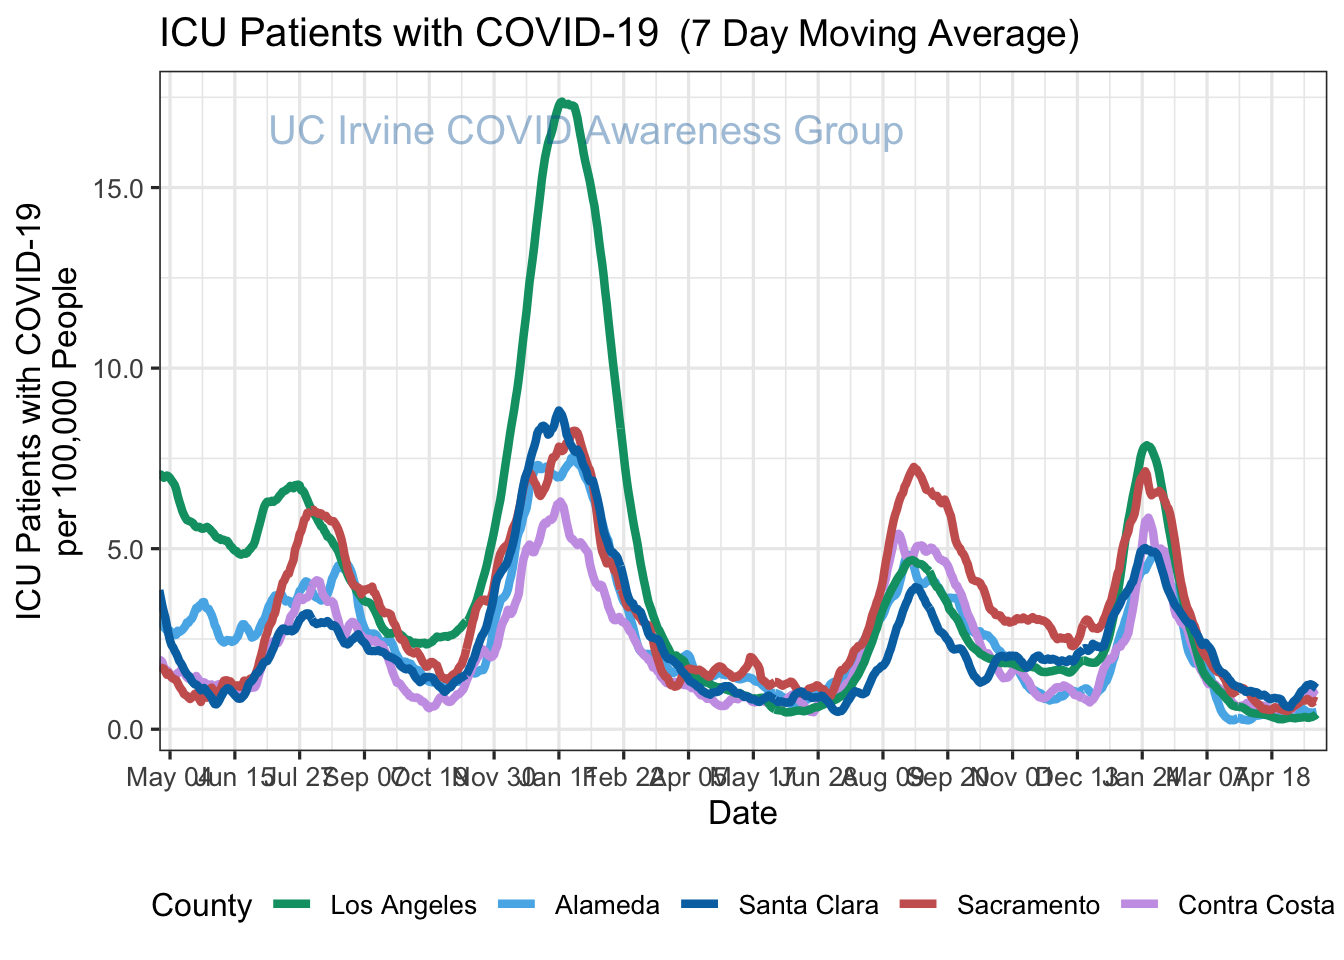 ICU Patients with COVID-19 (7 Day Moving Average)
UC Irvine COVID Awareness Group
ICU Patients with COVID-19
per 100,000 People
15.0
10.0
5.0
0.0
May 04 Jun 15 Jul 27 Sep 07 Oct 19 Nov 30 Jan 11 Feb 22 Apr 05 May 17 Jun 28 Aug 09 Sep 20 Nov 01 Dec 13 Jan 24 Mar 07 Apr 18
Date
County Los Angeles Alameda Santa Clara Sacramento Contra Costa